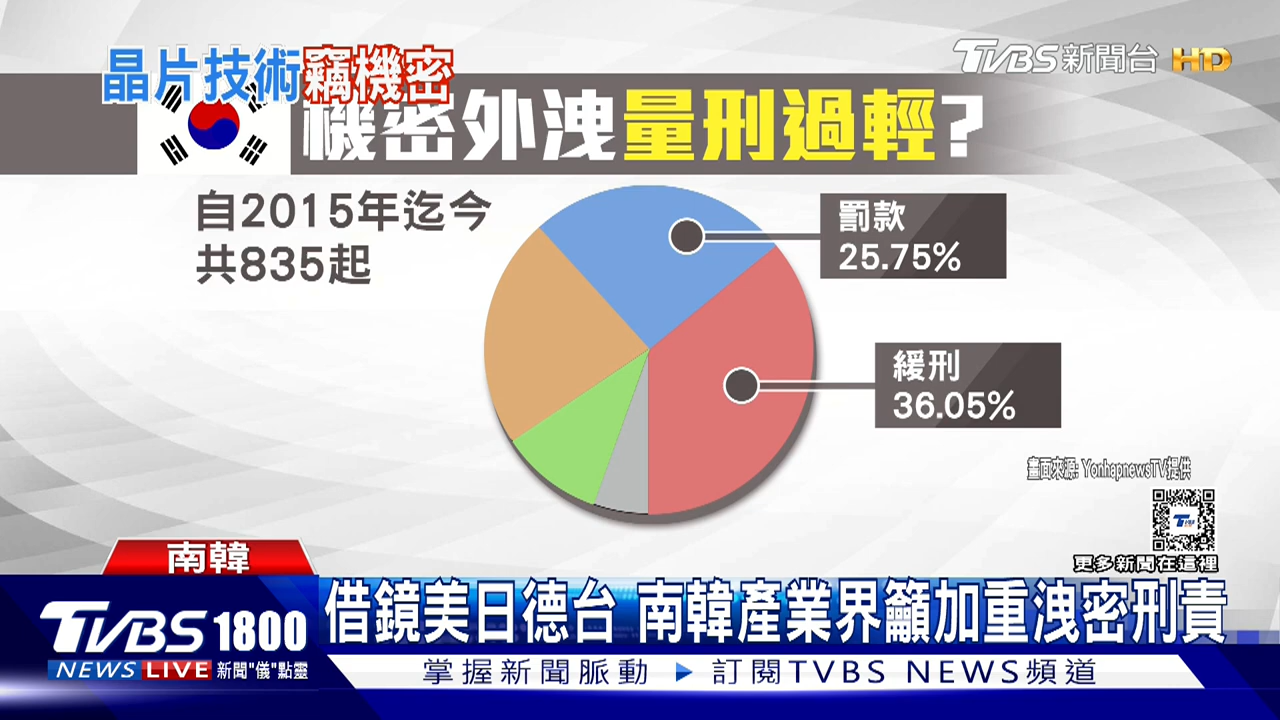 晶片技術竊機密
TVBS新聞台 HD
機密外洩量刑過輕?
自2015年迄今
共835起
罰款
25.75%
緩刑
36.05%
畫面來源: YonhapnewsTV提供
TVBS
更多新聞在這裡
南韓
借鏡美日德台 南韓產業界籲加重洩密刑責
TVBS 1800
NEWS LIVE 新聞"儀"點靈
掌握新聞脈動 ▶ 訂閱TVBS NEWS頻道